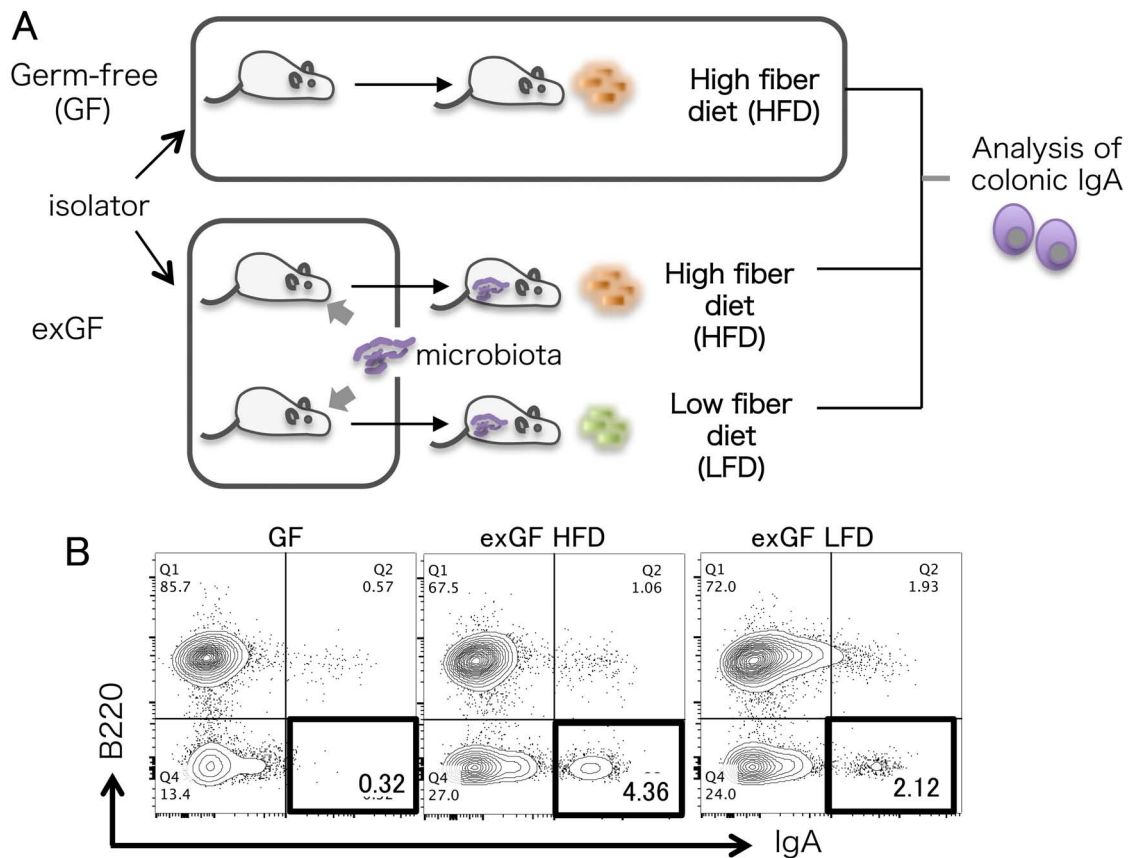 A
Germ-free
(GF)
High fiber
diet (HFD)
Analysis of
colonic IgA
isolator
exGF
High fiber
diet
(HFD)
microbiota
Low fiber
diet
(LFD)
B
GF
exGF HFD
exGF LFD
Q1
85.7
Q2
0.57
Q1
67.5
Q2
1.06
Q1
72.0
Q2
1.93
B220
Q4
13.4
0.32
Q4
27.0
4.36
Q4
24.0
2.12
IgA